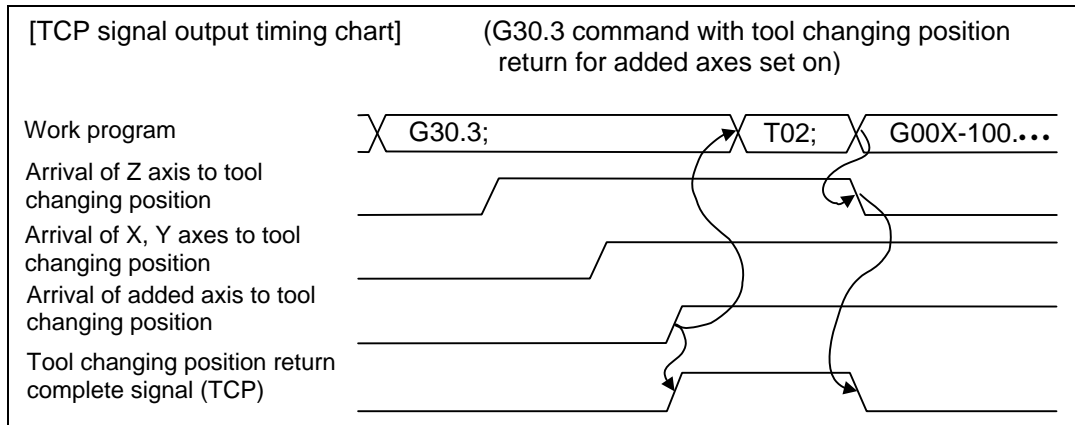 [TCP signal output timing chart]
(G30.3 command with tool changing position
return for added axes set on)
Work program
G30.3;
T02;
G00X-100.•••
Arrival of Z axis to tool
changing position
Arrival of X, Y axes to tool
changing position
Arrival of added axis to tool
changing position
Tool changing position return
complete signal (TCP)